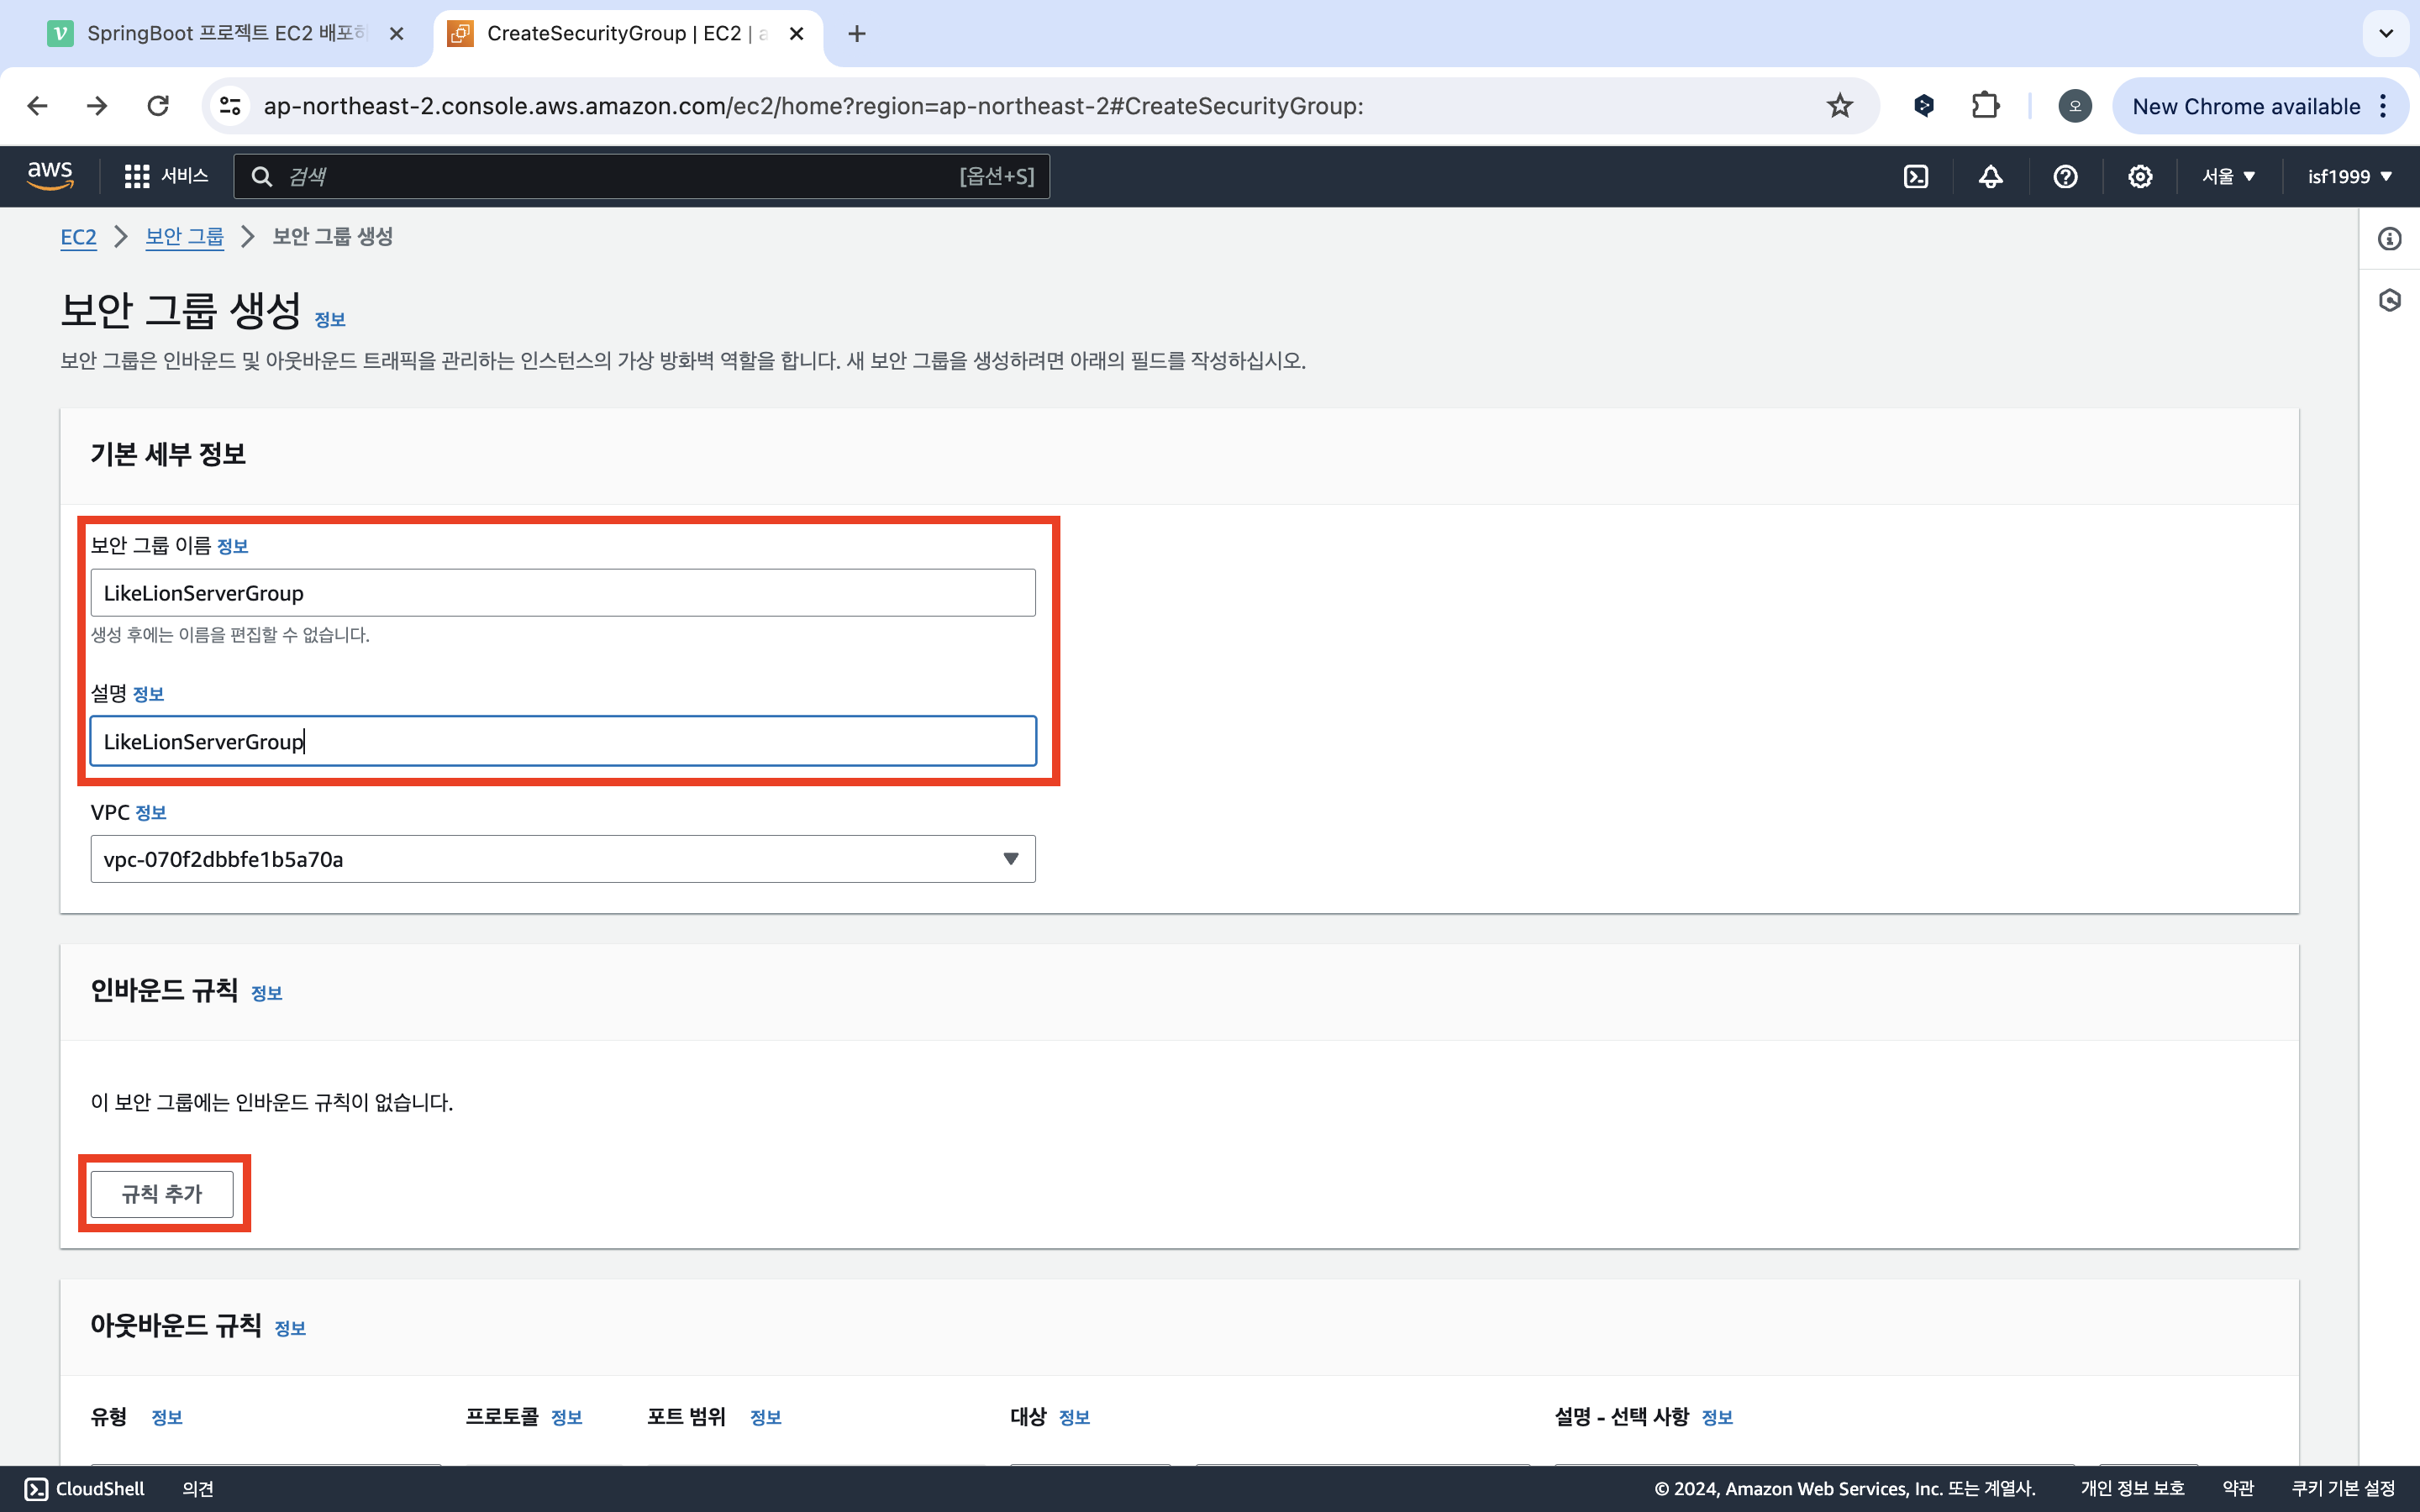 SpringBoot 프로젝트 EC2 배포하
CreateSecurityGroup | EC2 | a
ap-northeast-2.console.aws.amazon.com/ec2/home?region=ap-northeast-2#CreateSecurityGroup:
오
New Chrome available
aws
서비스
검색
[옵션+S]
서울
isf1999
EC2 > 보안 그룹 > 보안 그룹 생성
보안 그룹 생성 정보
보안 그룹은 인바운드 및 아웃바운드 트래픽을 관리하는 인스턴스의 가상 방화벽 역할을 합니다. 새 보안 그룹을 생성하려면 아래의 필드를 작성하십시오.
기본 세부 정보
보안 그룹 이름 정보
LikeLionServerGroup
생성 후에는 이름을 편집할 수 없습니다.
설명 정보
LikeLionServerGroup
VPC 정보
vpc-070f2dbbfe1b5a70a
인바운드 규칙 정보
이 보안 그룹에는 인바운드 규칙이 없습니다.
규칙 추가
아웃바운드 규칙 정보
유형 정보
프로토콜 정보
포트 범위 정보
대상 정보
설명 - 선택 사항 정보
CloudShell
의견
© 2024, Amazon Web Services, Inc. 또는 계열사.
개인 정보 보호
약관
쿠키 기본 설정